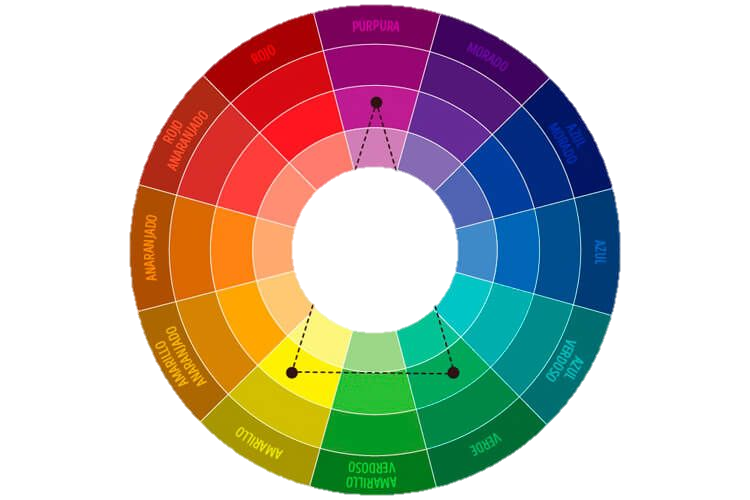 PÚRPURA
MORADO
AZUL
MORADO
AZUL
AZUL
VERDOSO
VERDE
AMARILLO
VERDOSO
AMARILLO
AMARILLO
ANARANJADO
ANARANJADO
ROJO
ANARANJADO
ROJO